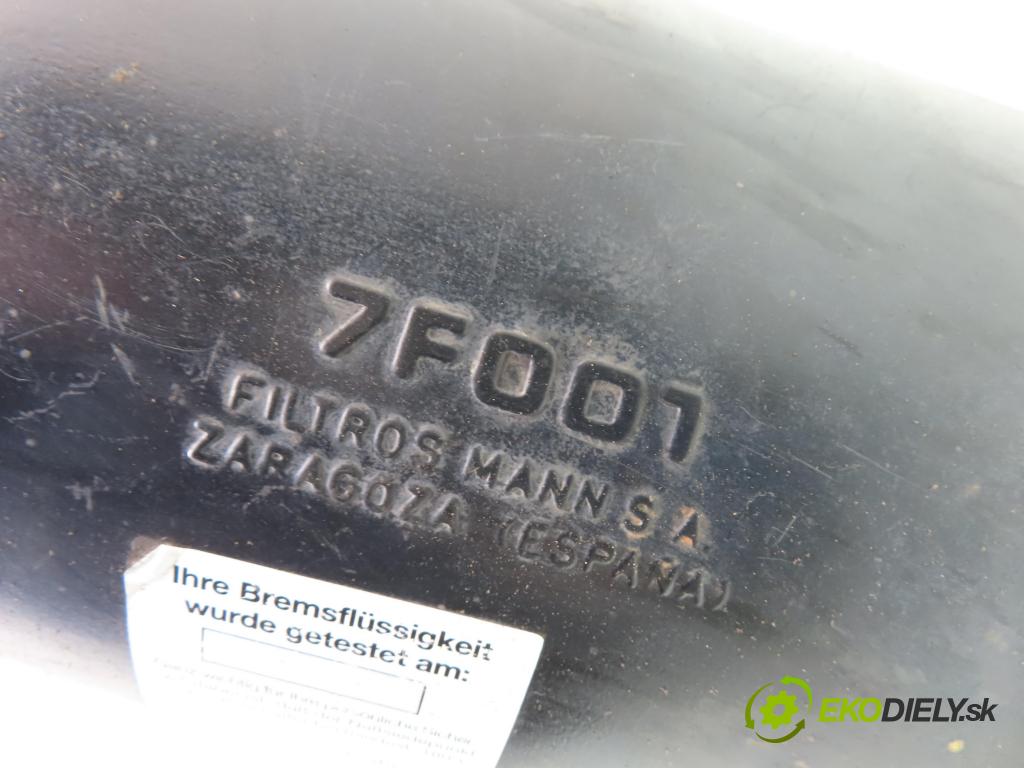 7F001
FILTROS MANN S.A.
ZARAGOZA (ESPAÑA)
Ihre Bremsflüssigkeit
wurde getestet am:
EKODIELY.sk